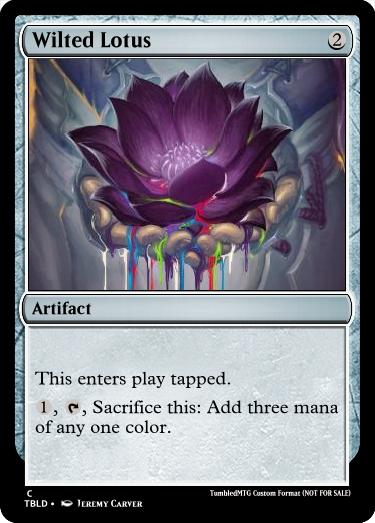 Wilted Lotus 2
Artifact
This enters play tapped.
1, , Sacrifice this: Add three mana
of any one color.
C
TBLD • Jeremy Carver
TumbledMTG Custom Format (NOT FOR SALE)